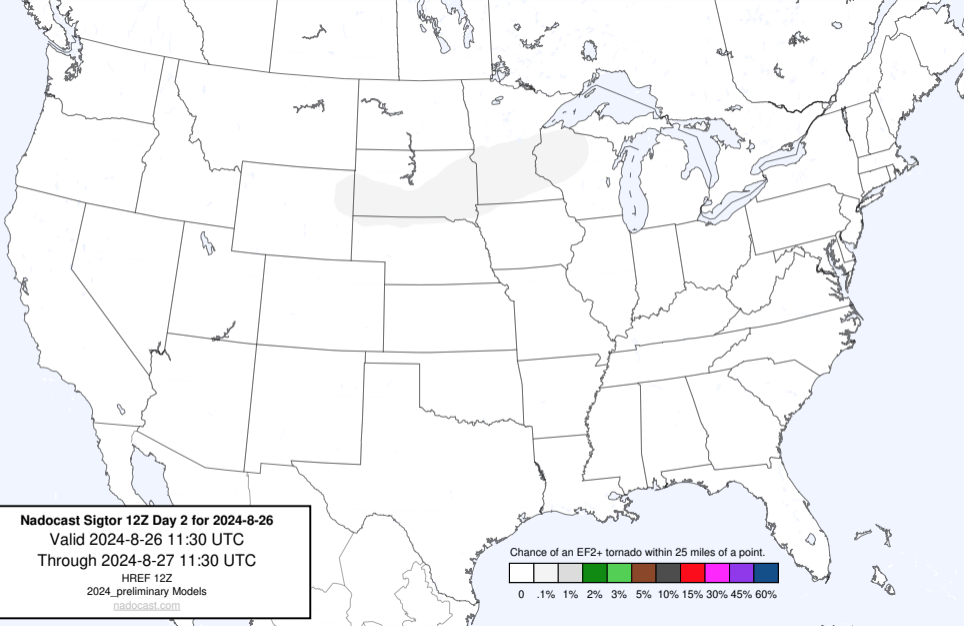 Nadocast Sigtor 12Z Day 2 for 2024-8-26
Valid 2024-8-26 11:30 UTC
Through 2024-8-27 11:30 UTC
HREF 12Z
2024_preliminary Models
nadocast.com
Chance of an EF2+ tornado within 25 miles of a point.
0 .1% 1% 2% 3% 5% 10% 15% 30% 45% 60%